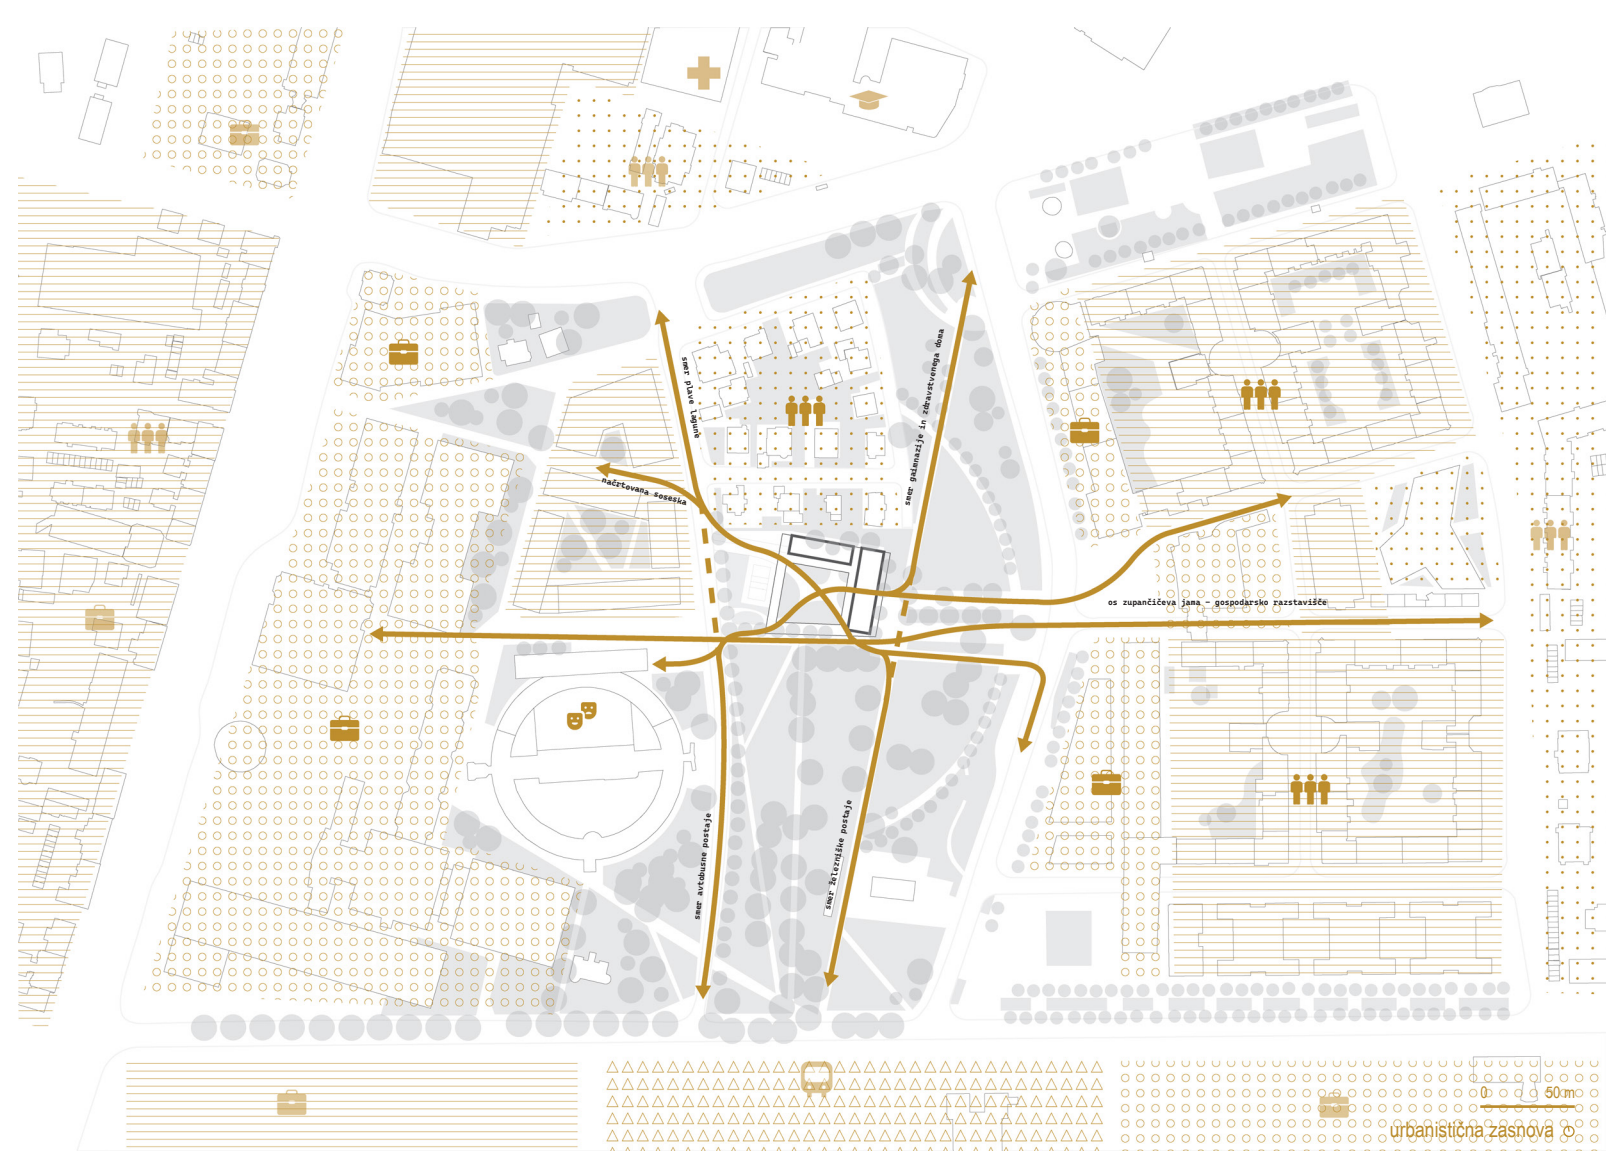 smer plave lagune
smer gaimnazije in zdravstvenega doma
načrtovana soseska
os zupančičeva jama – gospodarsko razstavišče
smer avtobusne postaje
smer železniške postaje
0 50 m
urbanistična zasnova